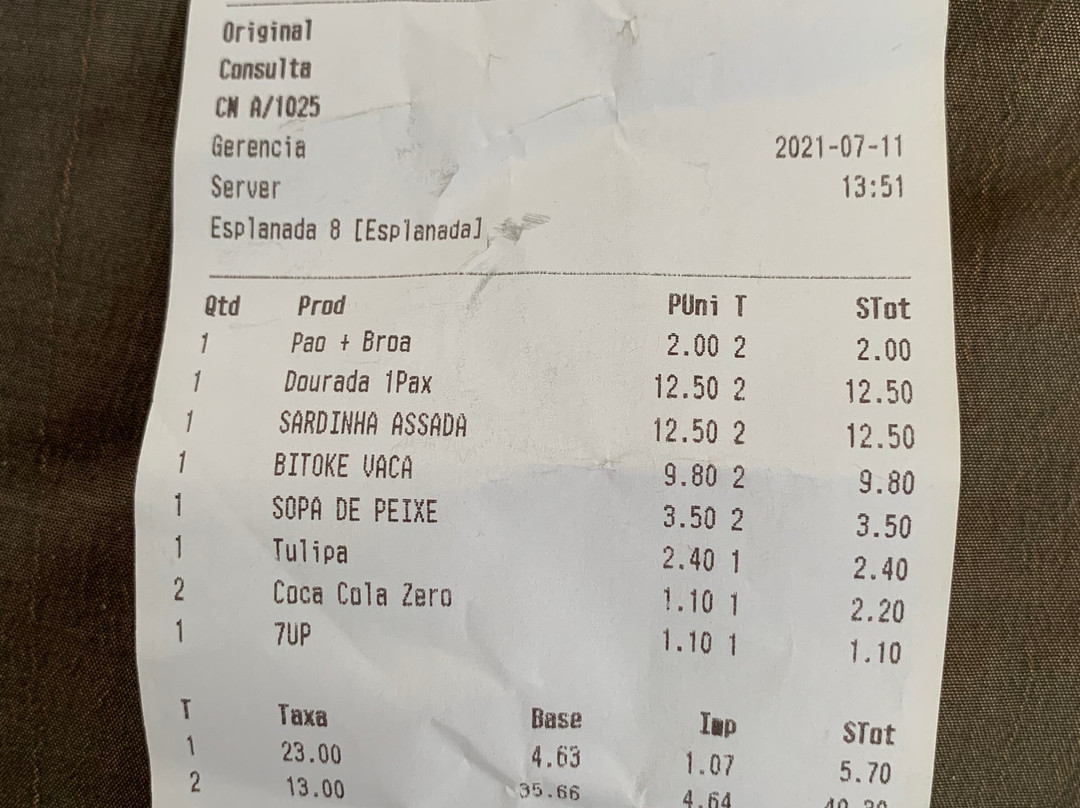 Original
Consulta
CM A/1025
Gerencia 2021-07-11
Server 13:51
Esplanada 8 [Esplanada]
Qtd Prod PUni T STot
1 Pao + Broa 2.00 2 2.00
1 Dourada 1Pax 12.50 2 12.50
1 SARDINHA ASSADA 12.50 2 12.50
1 BITOKE VACA 9.80 2 9.80
1 SOPA DE PEIXE 3.50 2 3.50
1 Tulipa 2.40 1 2.40
2 Coca Cola Zero 1.10 1 2.20
1 7UP 1.10 1 1.10
T Taxa Base Imp STot
1 23.00 4.63 1.07 5.70
2 13.00 35.66 4.64 40.30